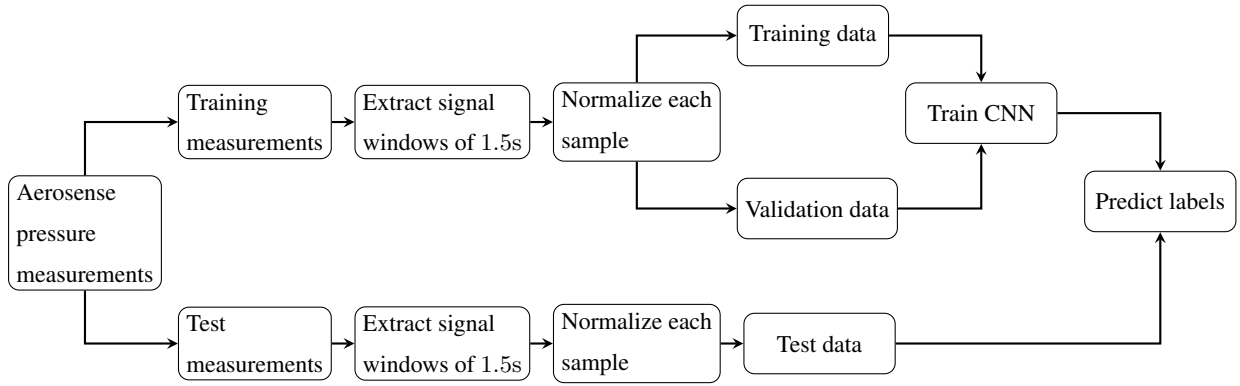 Training data
Training
measurements
Extract signal
windows of 1.5s
Normalize each
sample
Train CNN
Aerosense
pressure
measurements
Validation data
Predict labels
Test
measurements
Extract signal
windows of 1.5s
Normalize each
sample
Test data